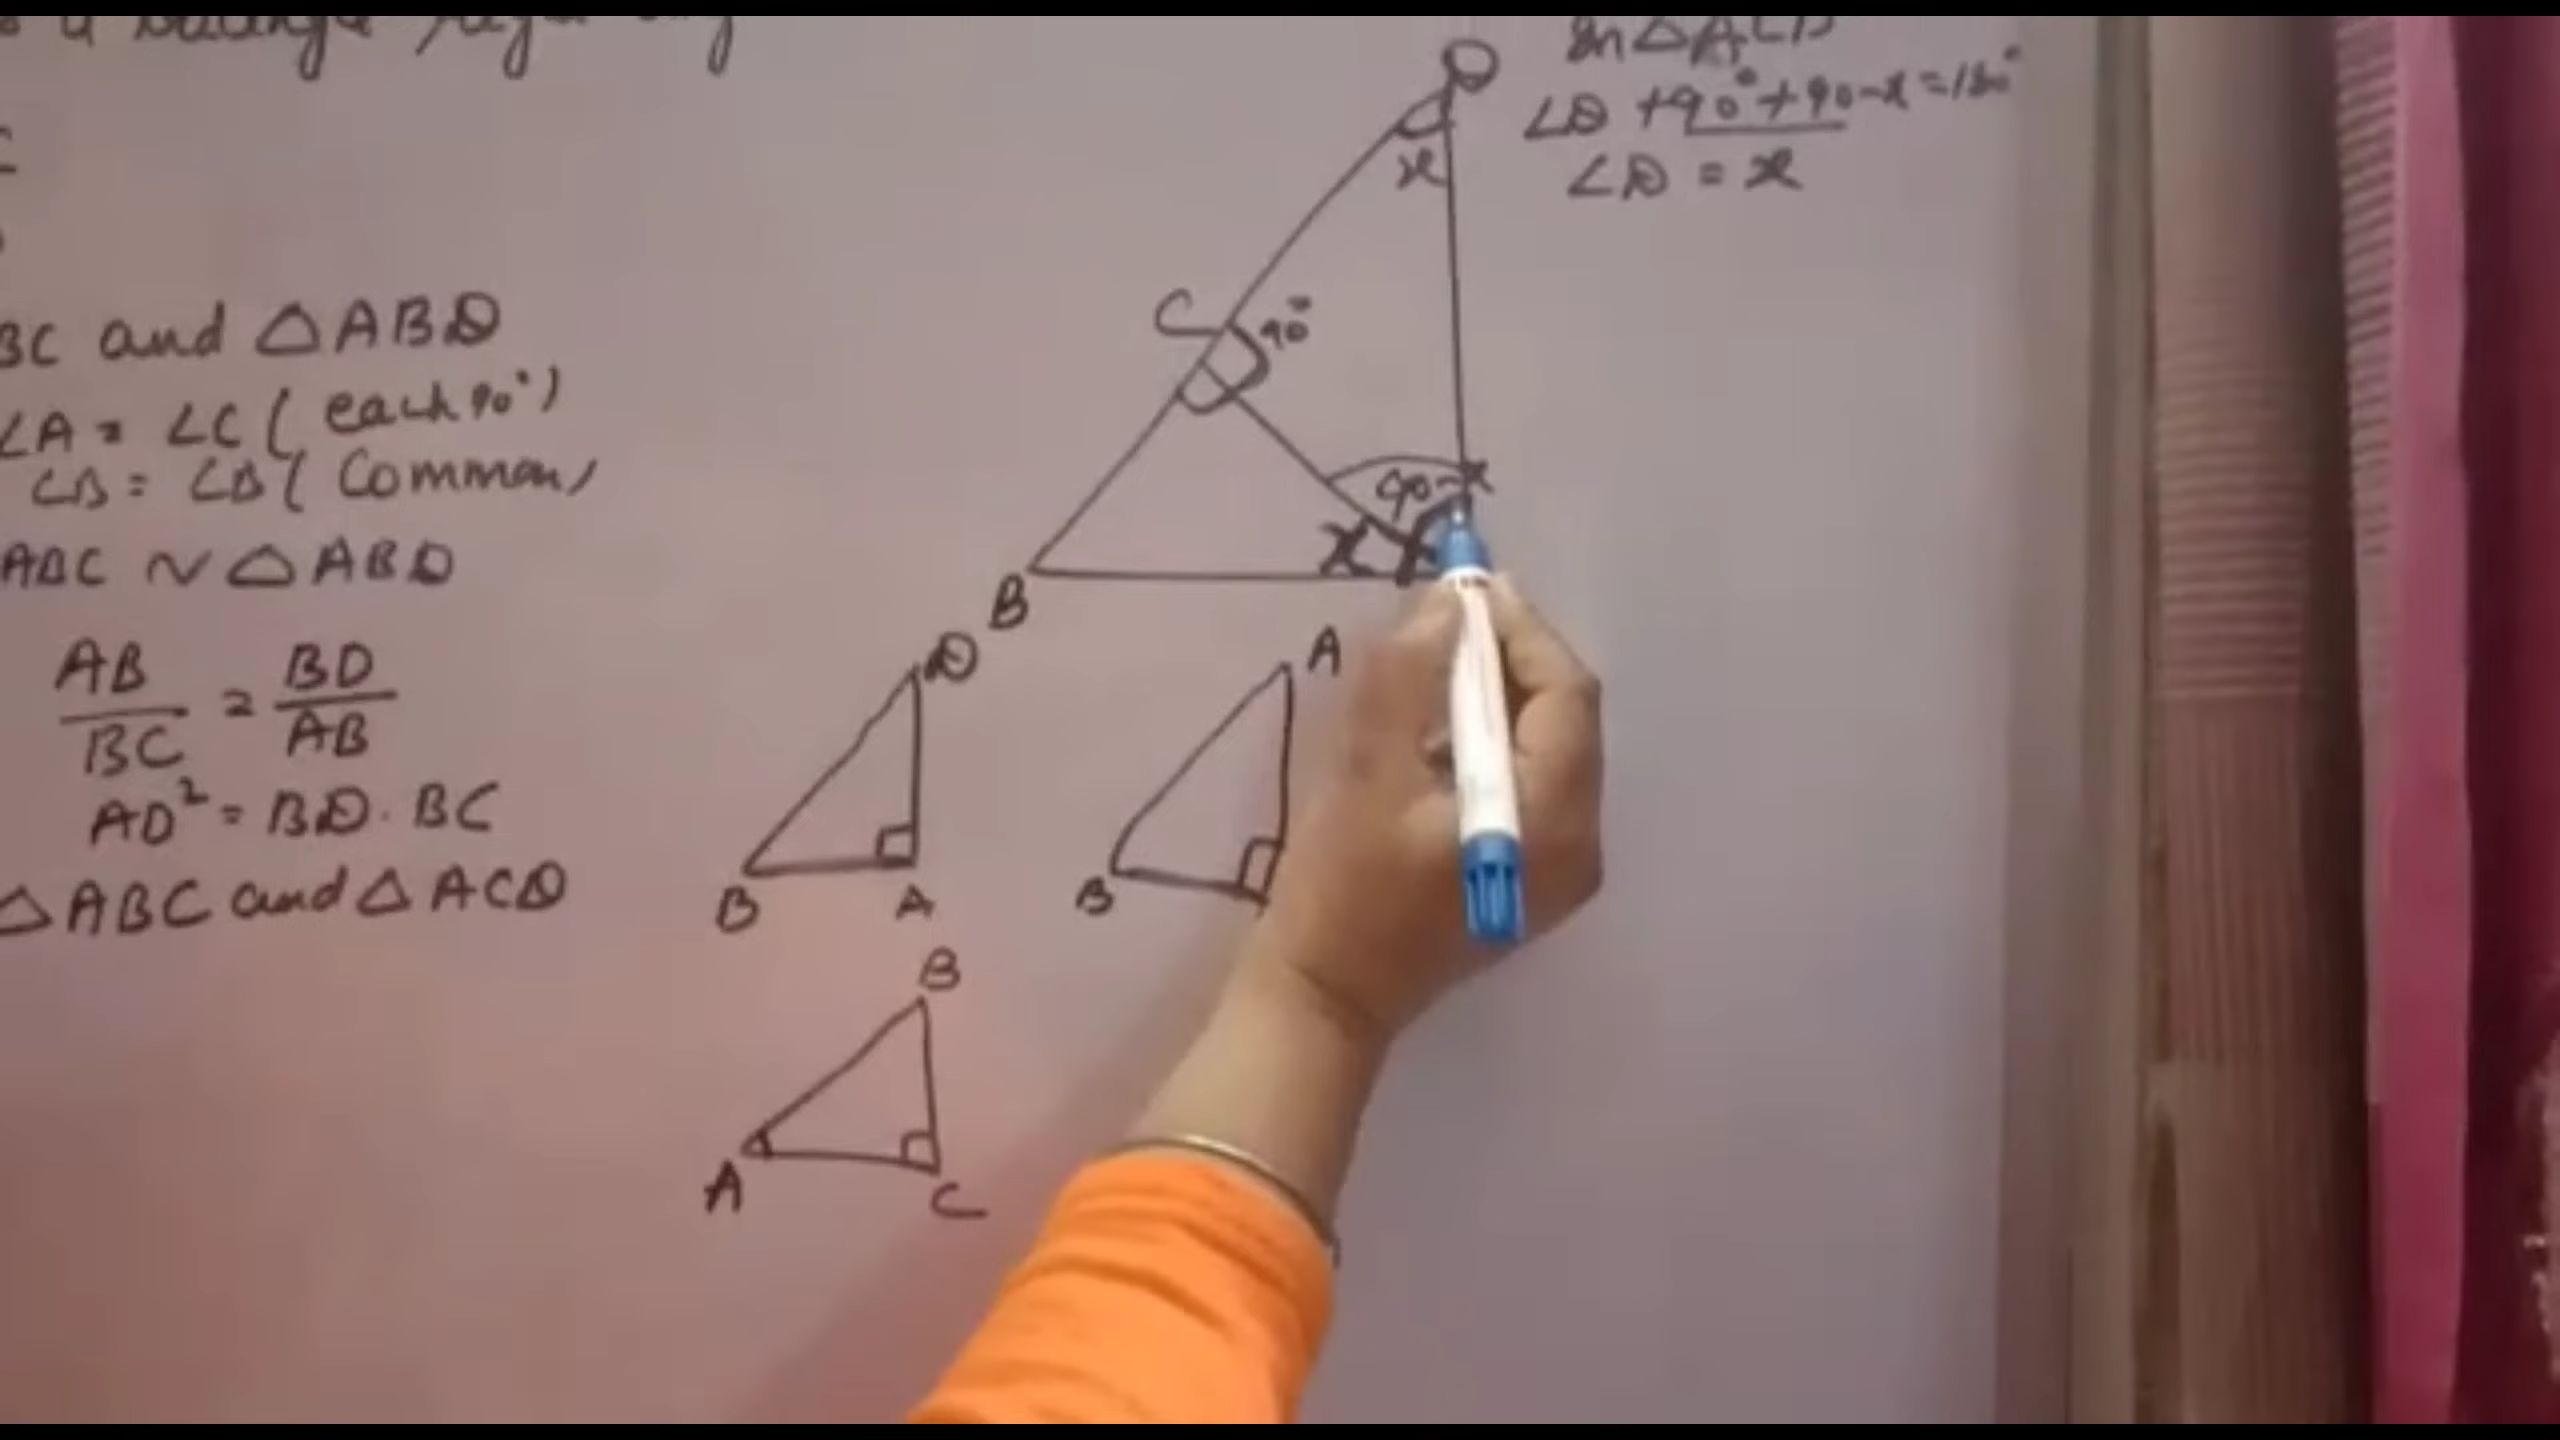 a
BC and △ABD
∠A = ∠C ( each 90° )
∠B = ∠B ( Common )
ABC ~ △ABD
AB / BC = BD / AB
AD² = BD . BC
△ABC and △ACD
D
x
C
90°
90-x
x
B
In △ACD
∠D + 90° + 90-x = 180°
∠D = x
D
B A
A
B
B
A C